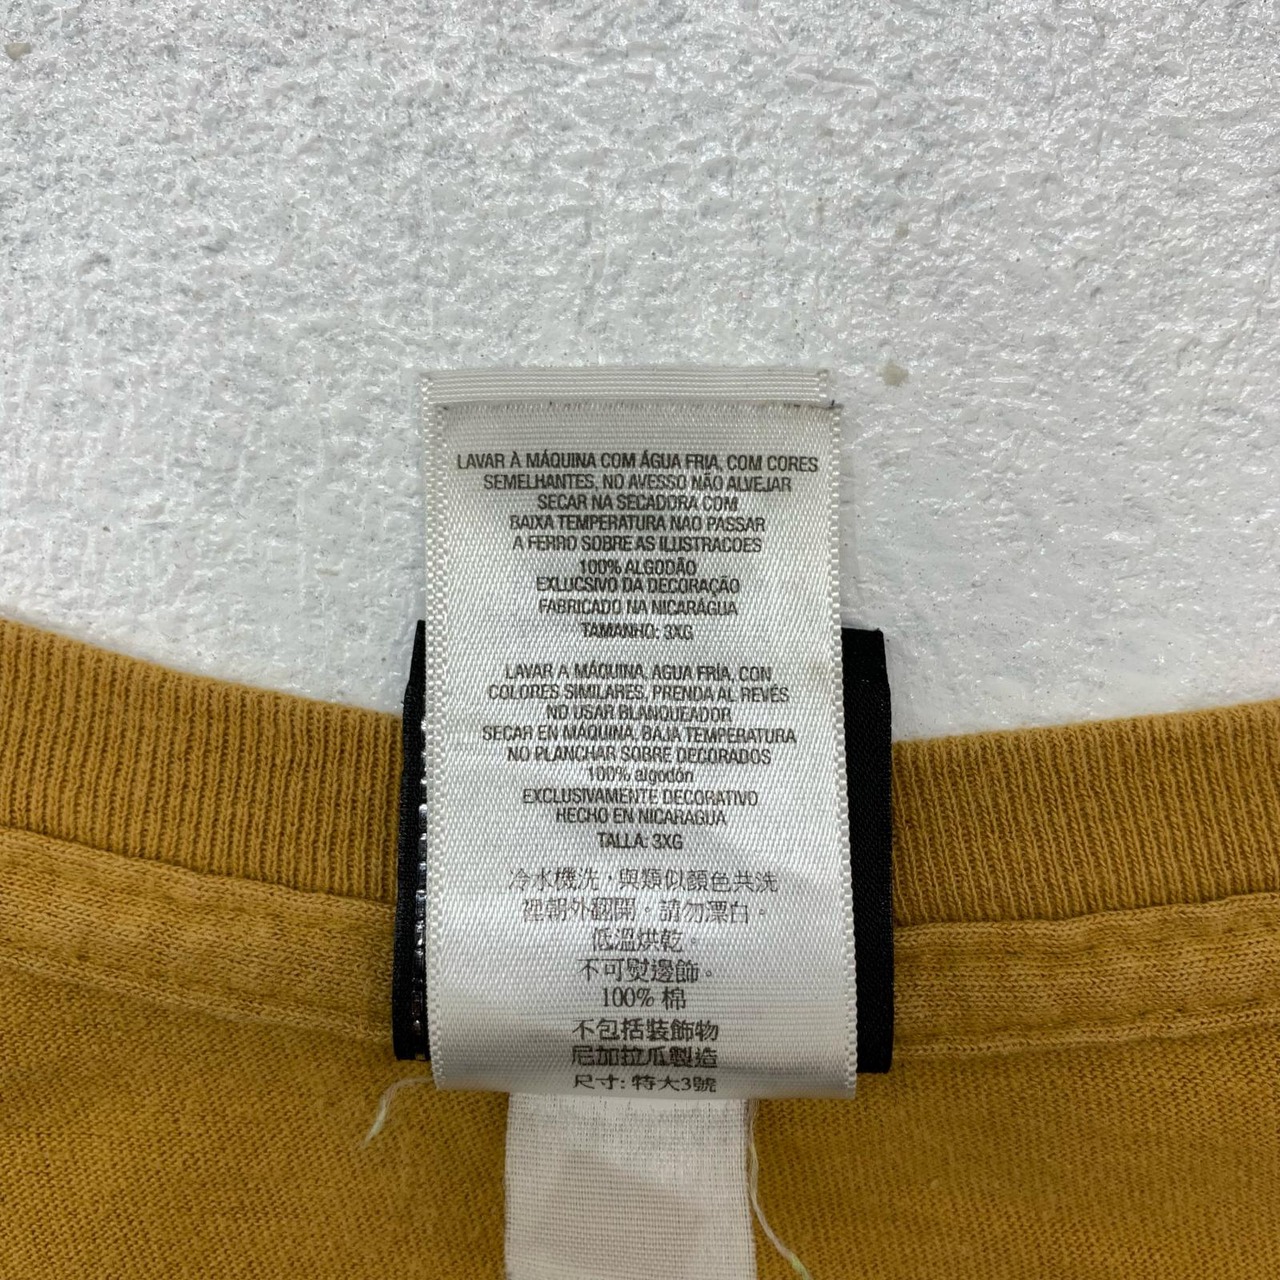 LAVAR À MÁQUINA COM ÁGUA FRIA, COM CORES
SEMELHANTES, NO AVESSO NÃO ALVEJAR
SECAR NA SECADORA COM
BAIXA TEMPERATURA NAO PASSAR
A FERRO SOBRE AS ILUSTRACOES
100% ALGODÃO
EXLUCSIVO DA DECORAÇÃO
FABRICADO NA NICARÁGUA
TAMANHO: 3XG
LAVAR A MÁQUINA, AGUA FRÍA, CON
COLORES SIMILARES, PRENDA AL REVÉS
NO USAR BLANQUEADOR
SECAR EN MÁQUINA, BAJA TEMPERATURA
NO PLANCHAR SOBRE DECORADOS
100% algodón
EXCLUSIVAMENTE DECORATIVO
HECHO EN NICARAGUA
TALLA: 3XG
冷水機洗，與類似顏色共洗
裡朝外翻開。請勿漂白。
低溫烘乾。
不可熨邊飾。
100% 棉
不包括裝飾物
尼加拉瓜製造
尺寸: 特大3號